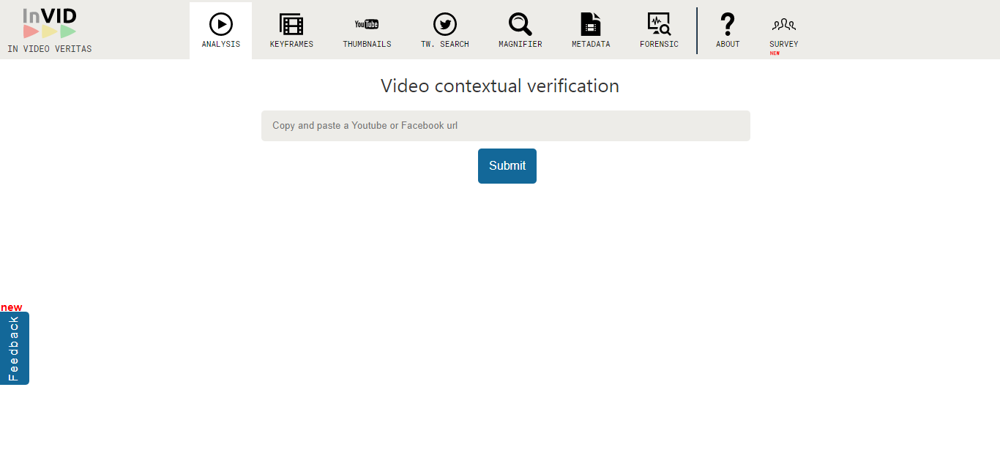 InVID
IN VIDEO VERITAS
ANALYSIS
KEYFRAMES
YouTube
THUMBNAILS
TW. SEARCH
MAGNIFIER
METADATA
FORENSIC
?
ABOUT
SURVEY
NEW
Video contextual verification
Copy and paste a Youtube or Facebook url
Submit
new
Feedback